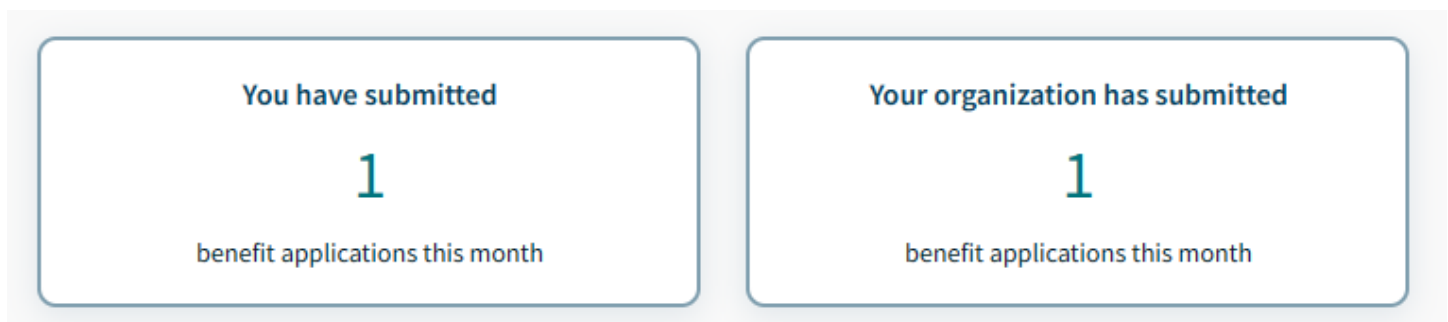 You have submitted
1
benefit applications this month
Your organization has submitted
1
benefit applications this month